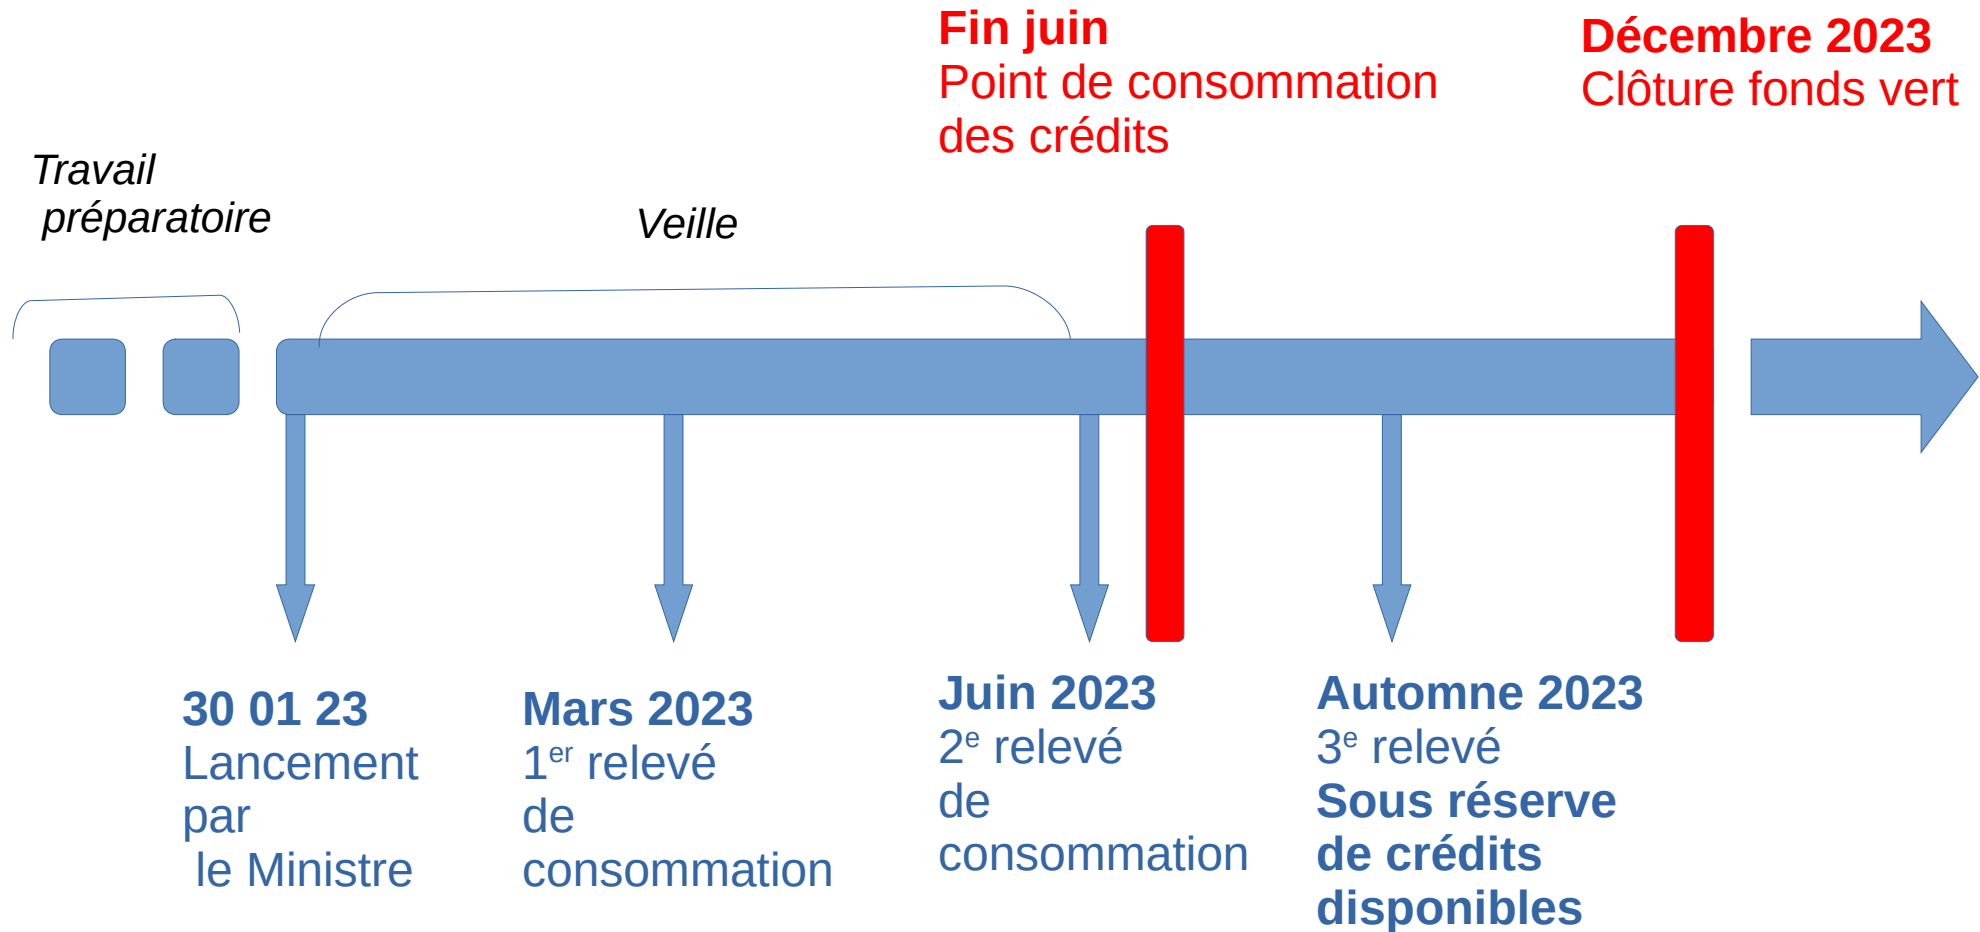 Fin juin
Point de consommation
des crédits
Décembre 2023
Clôture fonds vert
Travail
préparatoire
Veille
30 01 23
Lancement
par
le Ministre
Mars 2023
1er relevé
de
consommation
Juin 2023
2e relevé
de
consommation
Automne 2023
3e relevé
Sous réserve
de crédits
disponibles